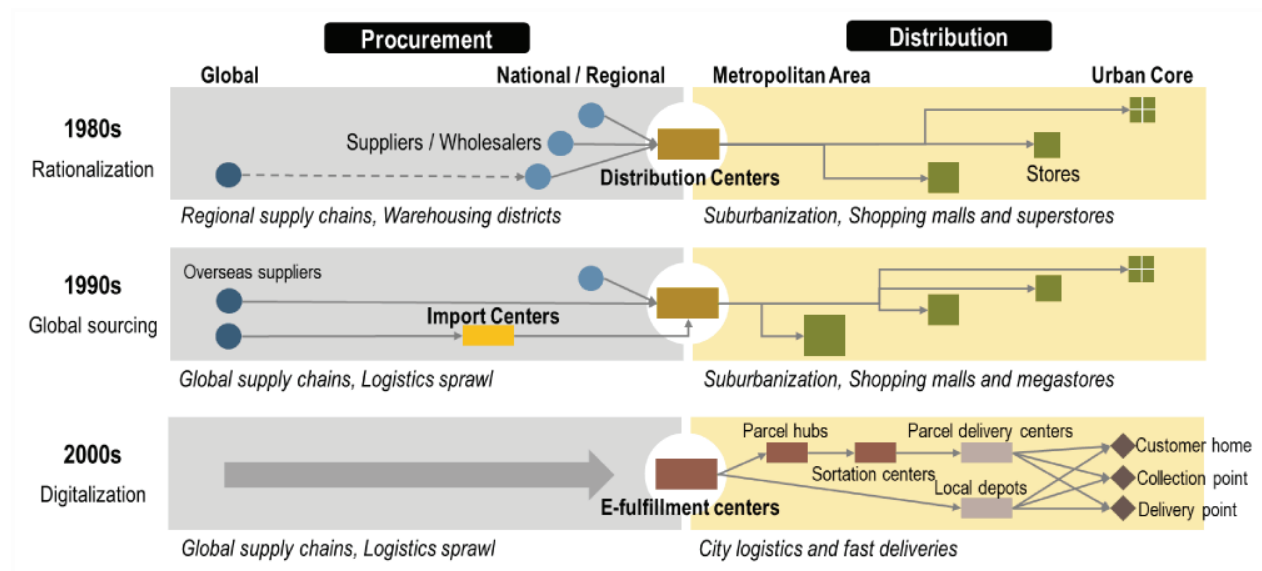 Procurement
Distribution
Global
National / Regional
Metropolitan Area
Urban Core
1980s
Rationalization
Suppliers / Wholesalers
Distribution Centers
Stores
Regional supply chains, Warehousing districts
Suburbanization, Shopping malls and superstores
1990s
Global sourcing
Overseas suppliers
Import Centers
Global supply chains, Logistics sprawl
Suburbanization, Shopping malls and megastores
2000s
Digitalization
E-fulfillment centers
Parcel hubs
Sortation centers
Parcel delivery centers
Local depots
Customer home
Collection point
Delivery point
Global supply chains, Logistics sprawl
City logistics and fast deliveries